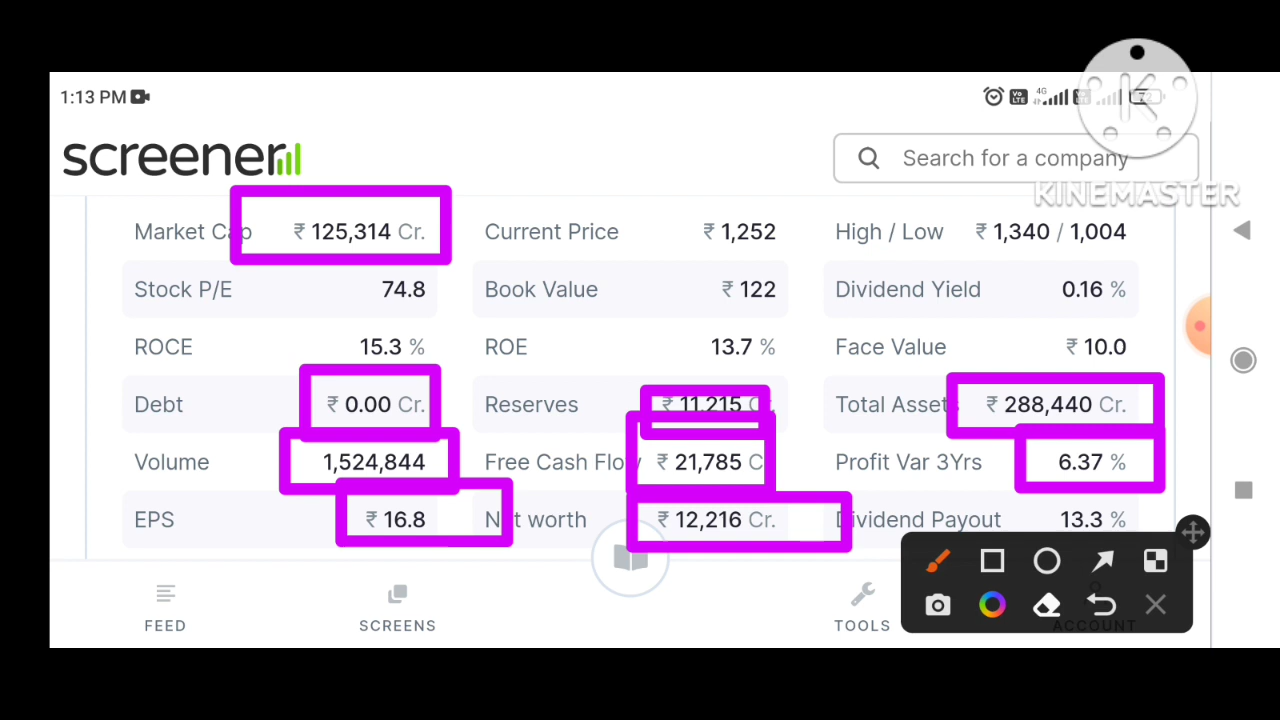 1:13 PM
4G
72
screener
Search for a company
KINEMASTER
Market Cap ₹ 125,314 Cr. Current Price ₹ 1,252 High / Low ₹ 1,340 / 1,004
Stock P/E 74.8 Book Value ₹ 122 Dividend Yield 0.16 %
ROCE 15.3 % ROE 13.7 % Face Value ₹ 10.0
Debt ₹ 0.00 Cr. Reserves ₹ 11,215 Cr. Total Assets ₹ 288,440 Cr.
Volume 1,524,844 Free Cash Flow ₹ 21,785 C Profit Var 3Yrs 6.37 %
EPS ₹ 16.8 Net worth ₹ 12,216 Cr. Dividend Payout 13.3 %
FEED SCREENS TOOLS ACCOUNT